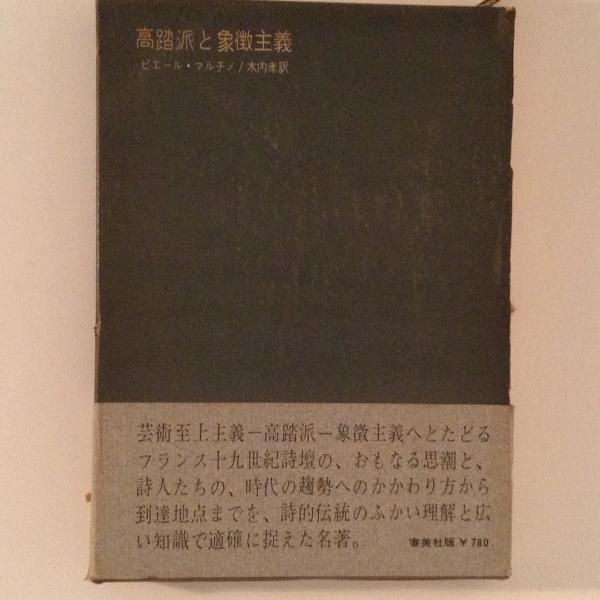 高踏派と象徴主義
ピエール・マルチノ/木内孝訳
芸術至上主義―高踏派―象徴主義へとたどる
フランス十九世紀詩壇の、おもなる思潮と、
詩人たちの、時代の趨勢へのかかわり方から
到達地点までを、詩的伝統のふかい理解と広
い知識で適確に捉えた名著。
審美社版 ¥780